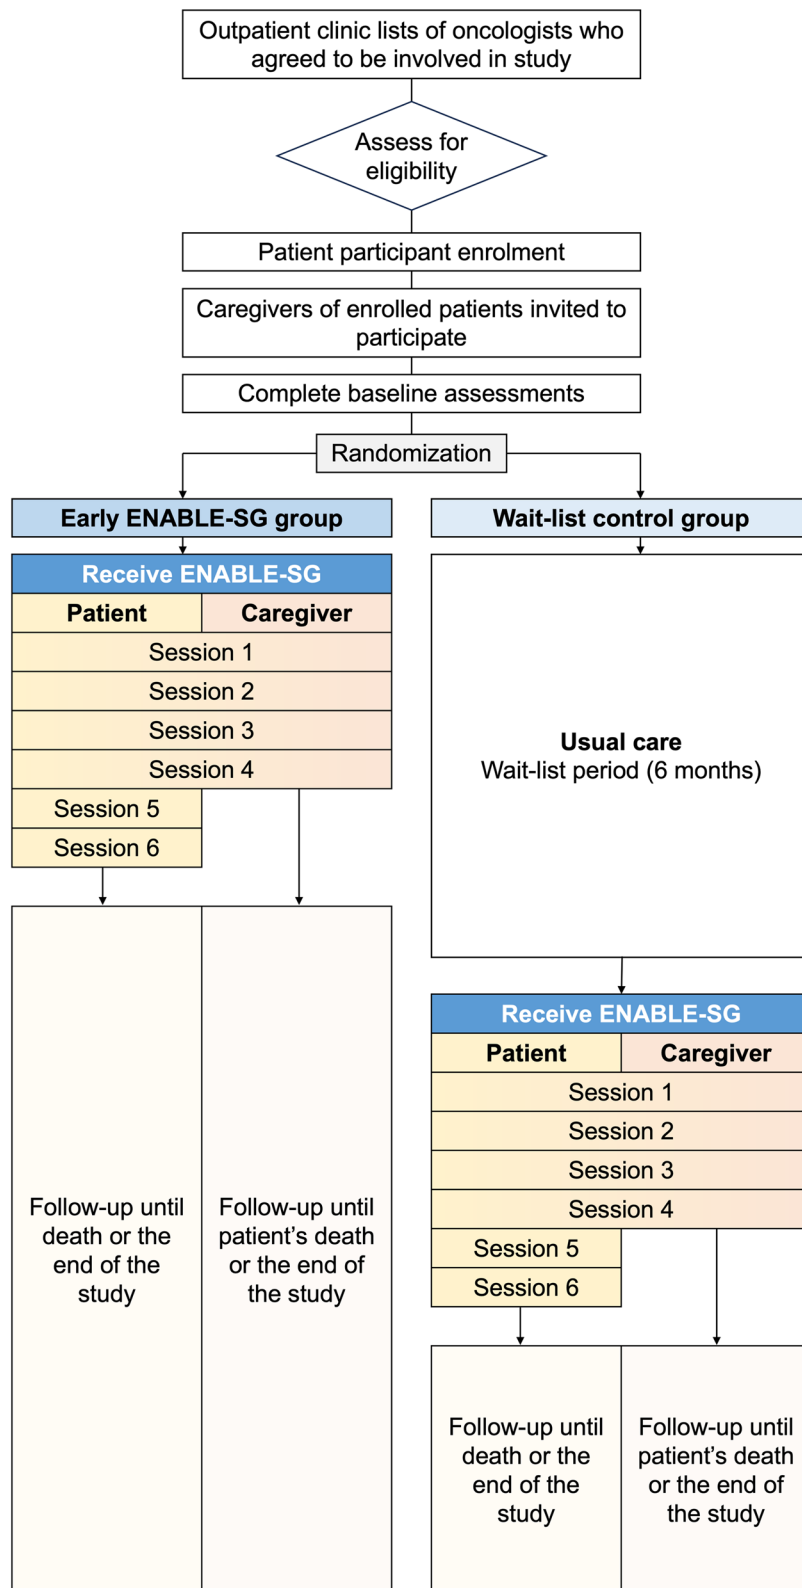 Outpatient clinic lists of oncologists who
agreed to be involved in study
Assess for
eligibility
Patient participant enrolment
Caregivers of enrolled patients invited to
participate
Complete baseline assessments
Randomization
Early ENABLE-SG group
Receive ENABLE-SG
Patient
Caregiver
Session 1
Session 2
Session 3
Session 4
Session 5
Session 6
Follow-up until
death or the
end of the
study
Follow-up until
patient’s death
or the end of
the study
Wait-list control group
Usual care
Wait-list period (6 months)
Receive ENABLE-SG
Patient
Caregiver
Session 1
Session 2
Session 3
Session 4
Session 5
Session 6
Follow-up until
death or the
end of the
study
Follow-up until
patient’s death
or the end of
the study